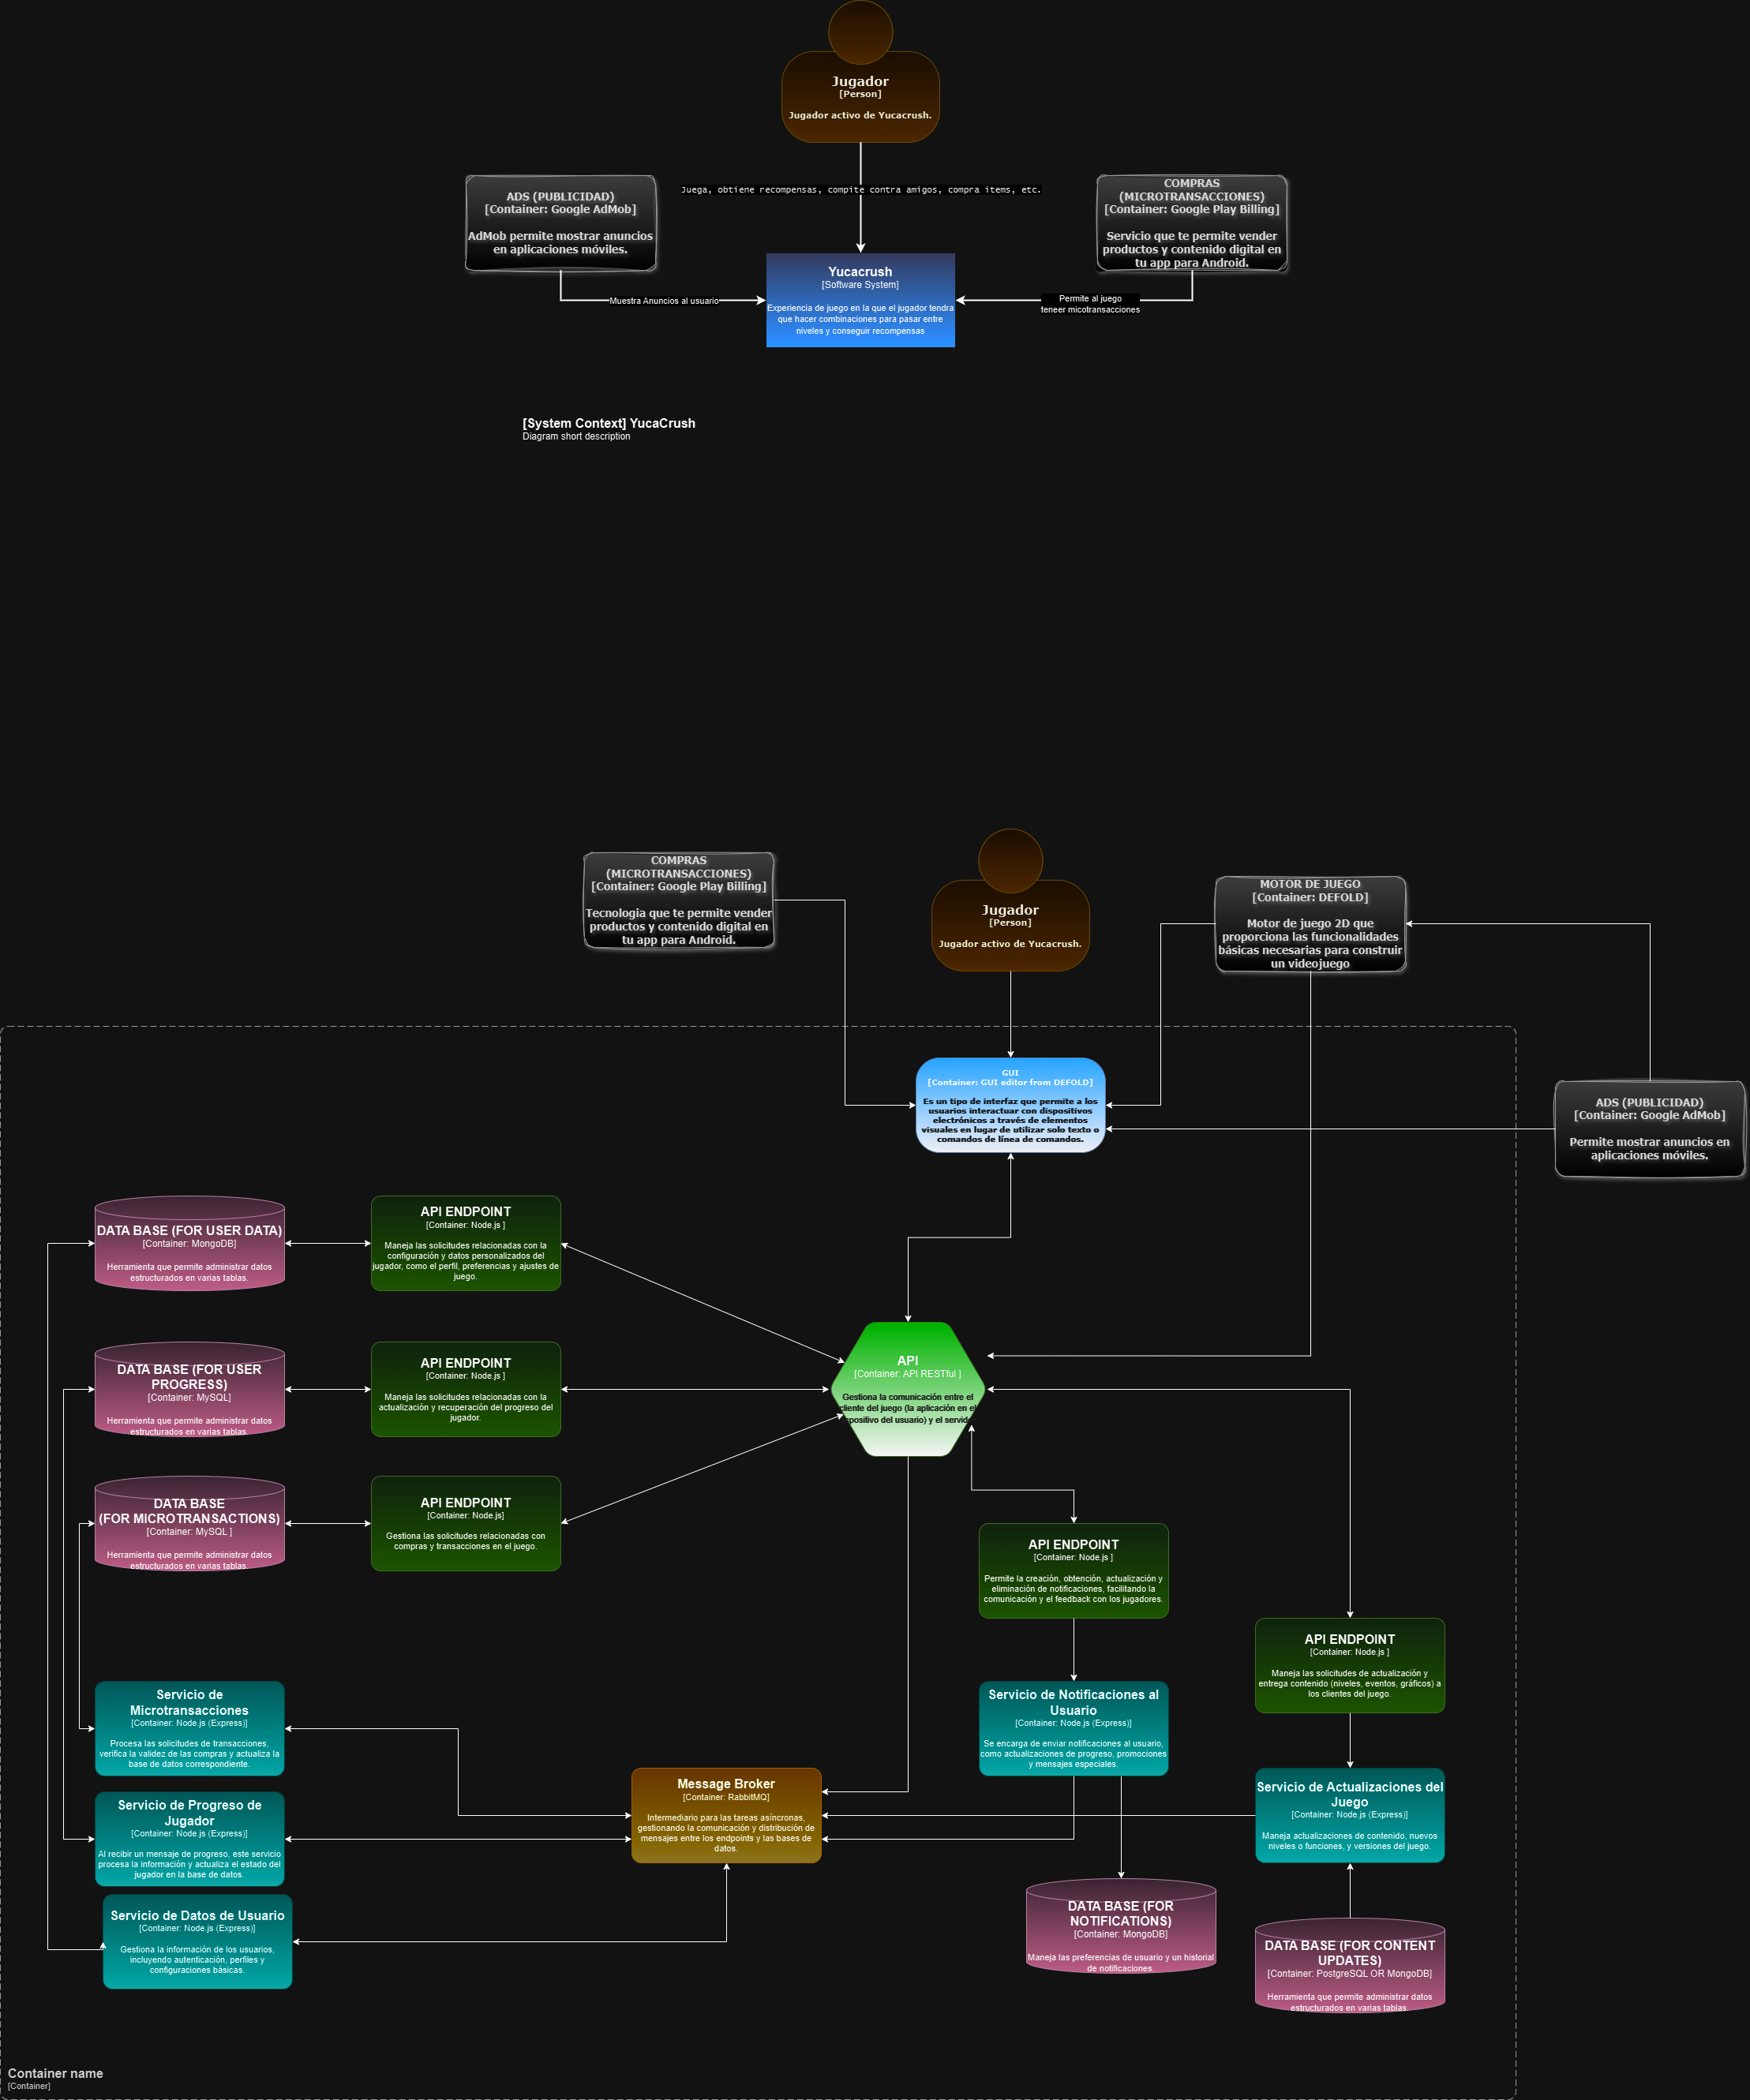 Jugador
[Person]
Jugador activo de Yucacrush.
Juega, obtiene recompensas, compite contra amigos, compra items, etc.
ADS (PUBLICIDAD)
[Container: Google AdMob]
AdMob permite mostrar anuncios
en aplicaciones móviles.
COMPRAS
(MICROTRANSACCIONES)
[Container: Google Play Billing]
Servicio que te permite vender
productos y contenido digital en
tu app para Android.
Muestra Anuncios al usuario
Yucacrush
[Software System]
Experiencia de juego en la que el jugador tendra
que hacer combinaciones para pasar entre
niveles y conseguir recompensas
Permite al juego
teneer micotransacciones
[System Context] YucaCrush
Diagram short description
COMPRAS
(MICROTRANSACCIONES)
[Container: Google Play Billing]
Tecnologia que te permite vender
productos y contenido digital en
tu app para Android.
Jugador
[Person]
Jugador activo de Yucacrush.
MOTOR DE JUEGO
[Container: DEFOLD]
Motor de juego 2D que
proporciona las funcionalidades
básicas necesarias para construir
un videojuego
GUI
[Container: GUI editor from DEFOLD]
Es un tipo de interfaz que permite a los
usuarios interactuar con dispositivos
electrónicos a través de elementos
visuales en lugar de utilizar solo texto o
comandos de línea de comandos.
ADS (PUBLICIDAD)
[Container: Google AdMob]
Permite mostrar anuncios en
aplicaciones móviles.
DATA BASE (FOR USER DATA)
[Container: MongoDB]
Herramienta que permite administrar datos
estructurados en varias tablas.
API ENDPOINT
[Container: Node.js ]
Maneja las solicitudes relacionadas con la
configuración y datos personalizados del
jugador, como el perfil, preferencias y ajustes de
juego.
DATA BASE (FOR USER
PROGRESS)
[Container: MySQL]
Herramienta que permite administrar datos
estructurados en varias tablas.
API ENDPOINT
[Container: Node.js ]
Maneja las solicitudes relacionadas con la
actualización y recuperación del progreso del
jugador.
API
[Container: API RESTful ]
Gestiona la comunicación entre el
cliente del juego (la aplicación en el
spositivo del usuario) y el servid
DATA BASE
(FOR MICROTRANSACTIONS)
[Container: MySQL ]
Herramienta que permite administrar datos
estructurados en varias tablas.
API ENDPOINT
[Container: Node.js]
Gestiona las solicitudes relacionadas con
compras y transacciones en el juego.
API ENDPOINT
[Container: Node.js ]
Permite la creación, obtención, actualización y
eliminación de notificaciones, facilitando la
comunicación y el feedback con los jugadores.
API ENDPOINT
[Container: Node.js ]
Maneja las solicitudes de actualización y
entrega contenido (niveles, eventos, gráficos) a
los clientes del juego.
Servicio de
Microtransacciones
[Container: Node.js (Express)]
Procesa las solicitudes de transacciones,
verifica la validez de las compras y actualiza la
base de datos correspondiente.
Servicio de Notificaciones al
Usuario
[Container: Node.js (Express)]
Se encarga de enviar notificaciones al usuario,
como actualizaciones de progreso, promociones
y mensajes especiales.
Message Broker
[Container: RabbitMQ]
Intermediario para las tareas asíncronas,
gestionando la comunicación y distribución de
mensajes entre los endpoints y las bases de
datos.
Servicio de Actualizaciones del
Juego
[Container: Node.js (Express)]
Maneja actualizaciones de contenido, nuevos
niveles o funciones, y versiones del juego.
Servicio de Progreso de
Jugador
[Container: Node.js (Express)]
Al recibir un mensaje de progreso, este servicio
procesa la información y actualiza el estado del
jugador en la base de datos.
Servicio de Datos de Usuario
[Container: Node.js (Express)]
Gestiona la información de los usuarios,
incluyendo autenticación, perfiles y
configuraciones básicas.
DATA BASE (FOR
NOTIFICATIONS)
[Container: MongoDB]
Maneja las preferencias de usuario y un historial
de notificaciones.
DATA BASE (FOR CONTENT
UPDATES)
[Container: PostgreSQL OR MongoDB]
Herramienta que permite administrar datos
estructurados en varias tablas.
Container name
[Container]